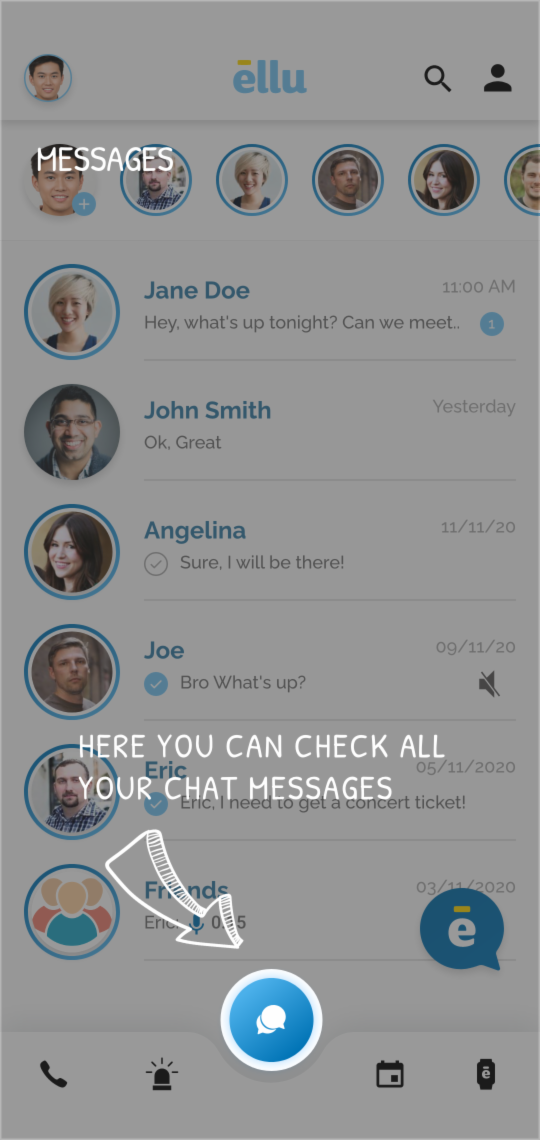 ēllu
MESSAGES
Jane Doe
11:00 AM
Hey, what's up tonight? Can we meet..
1
John Smith
Yesterday
Ok, Great
Angelina
11/11/20
Sure, I will be there!
Joe
09/11/20
Bro What's up?
HERE YOU CAN CHECK ALL
YOUR CHAT MESSAGES
Eric
05/11/2020
Eric, I need to get a concert ticket!
Friends
03/11/2020
Eric:
ē
ē